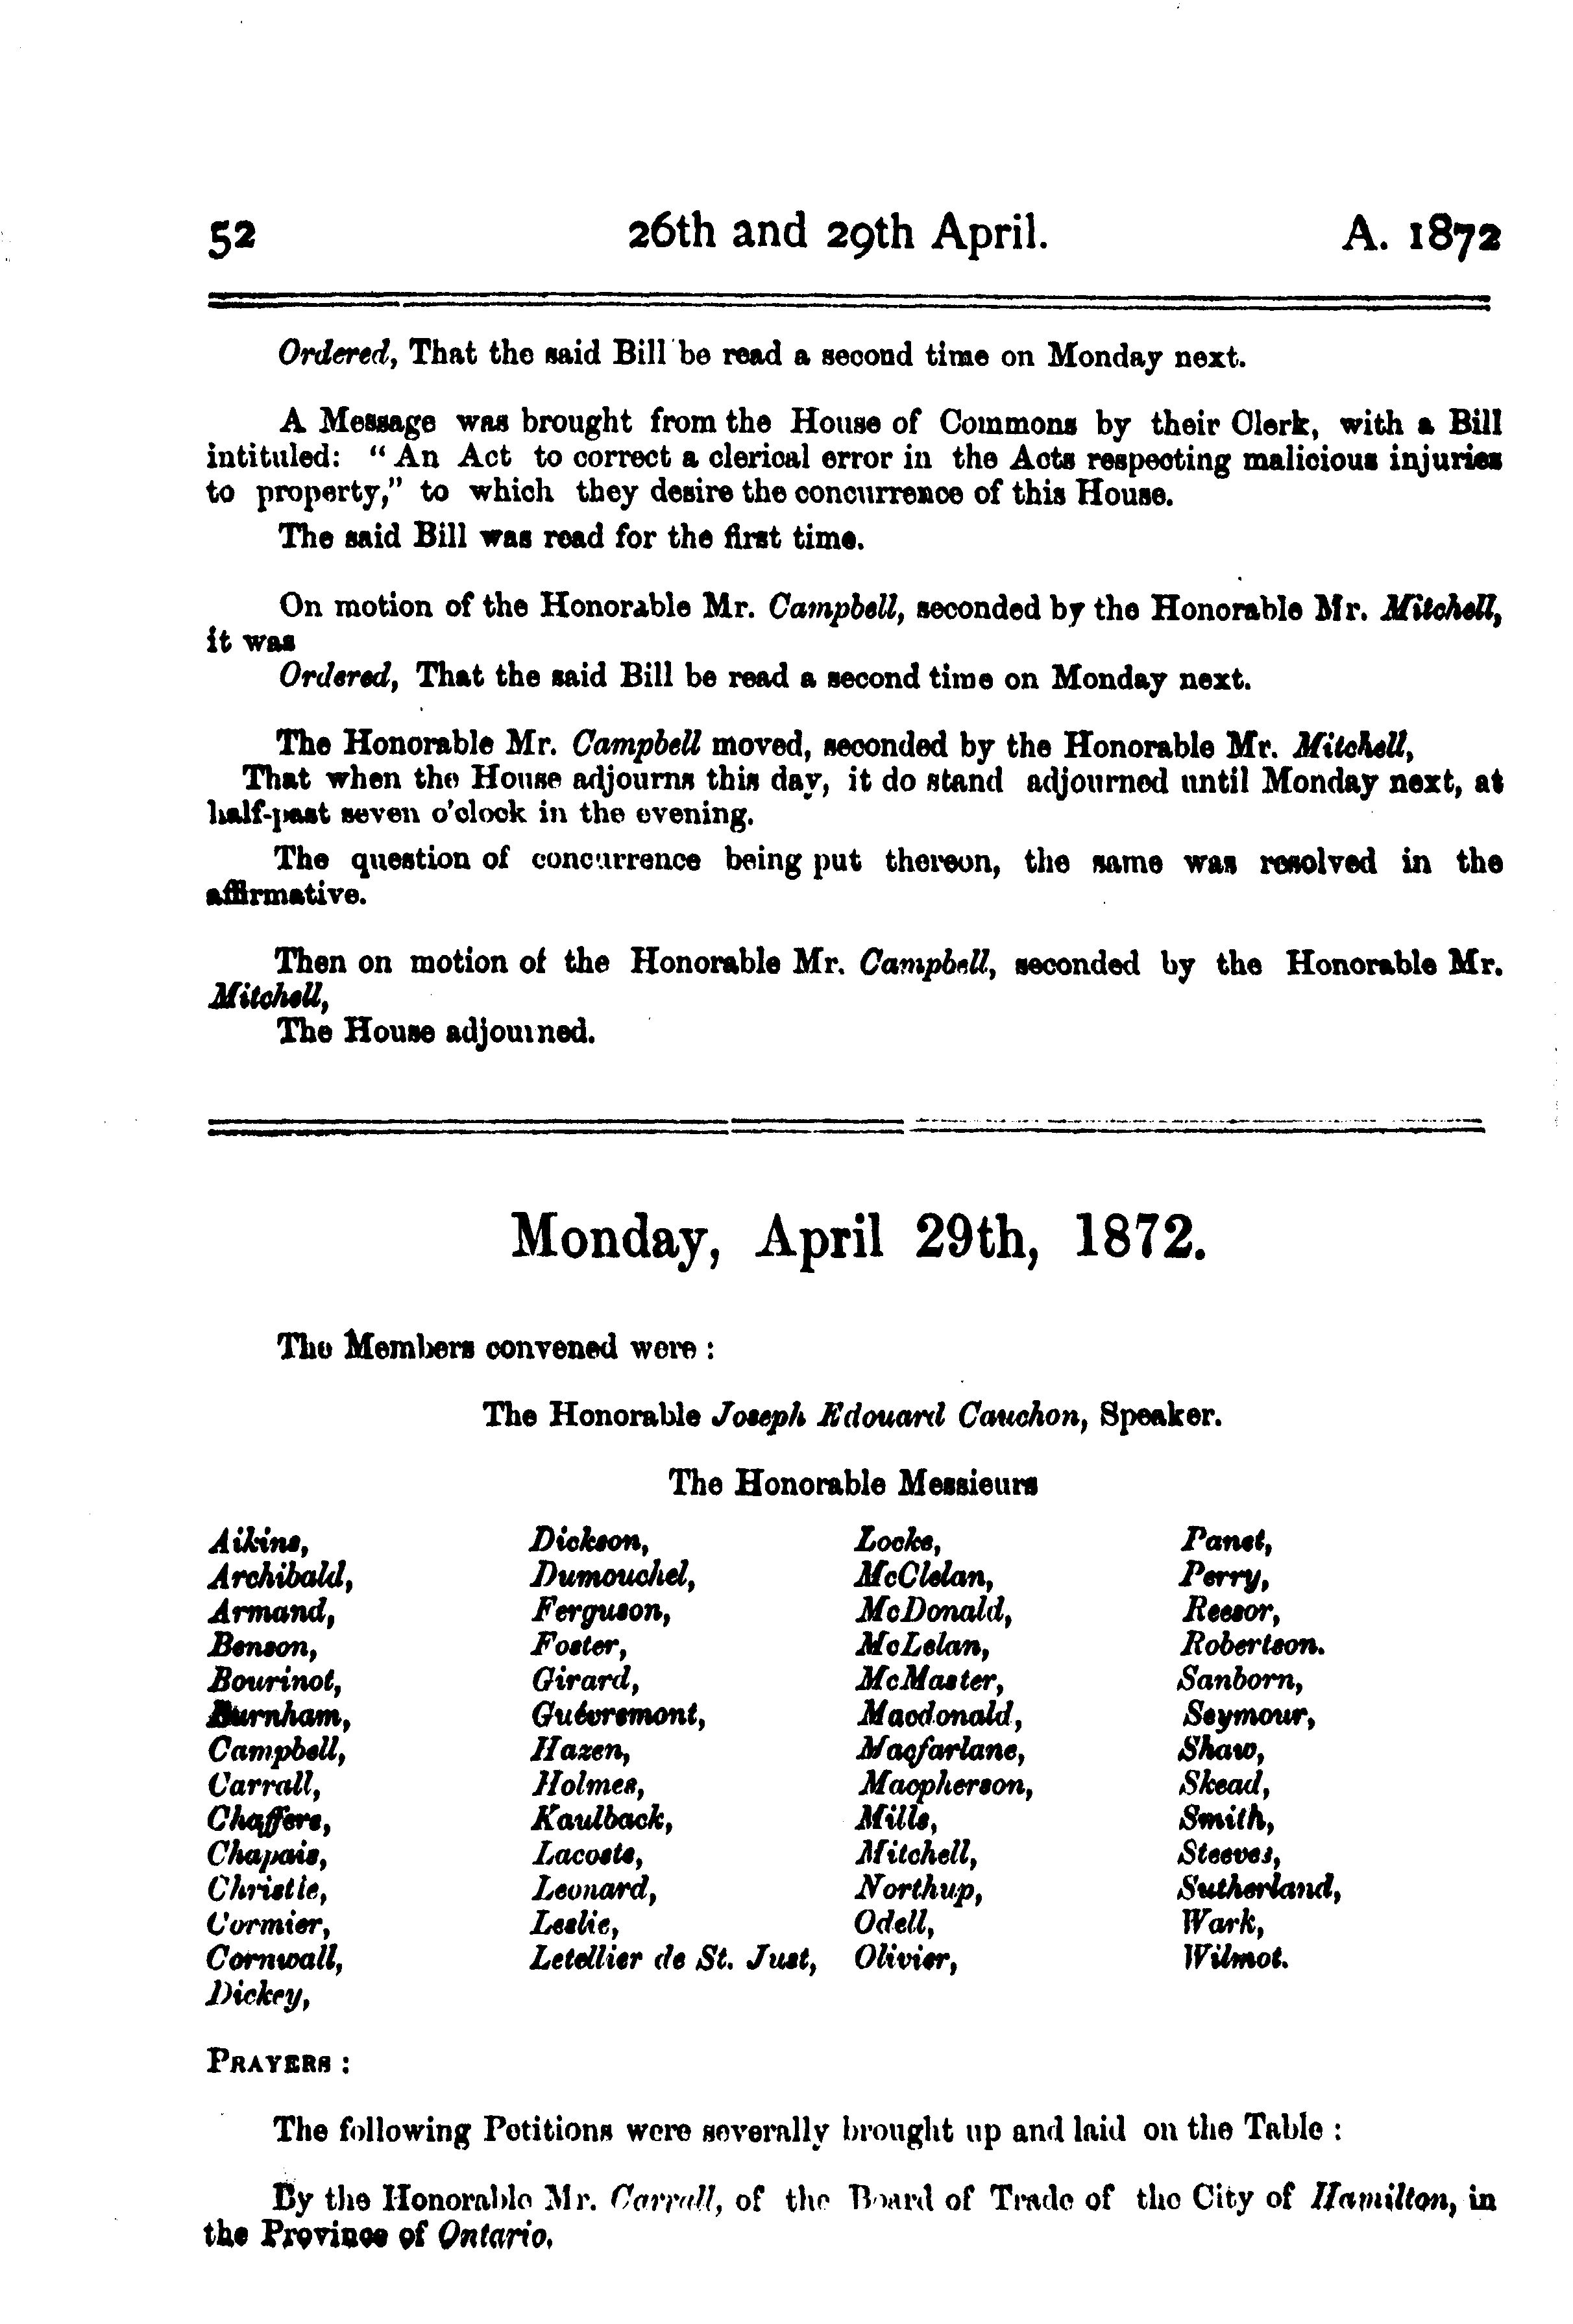 52 26th and 29th April. A. 1872
Ordered, That the said Bill be read a second time on Monday next.
A Message was brought from the House of Commons by their Clerk, with a Bill
intituled: "An Act to correct a clerical error in the Acts respecting malicious injuries
to property," to which they desire the concurrence of this House.
The said Bill was read for the first time.
On motion of the Honorable Mr. Campbell, seconded by the Honorable Mr. Mitchell,
it was
Ordered, That the said Bill be read a second time on Monday next.
The Honorable Mr. Campbell moved, seconded by the Honorable Mr. Mitchell,
That when the House adjourns this day, it do stand adjourned until Monday next, at
half-past seven o'clock in the evening.
The question of concurrence being put thereon, the same was resolved in the
affirmative.
Then on motion of the Honorable Mr. Campbell, seconded by the Honorable Mr.
Mitchell,
The House adjourned.
Monday, April 29th, 1872.
The Members convened were :
The Honorable Joseph Edouard Cauchon, Speaker.
The Honorable Messieurs
Aikins, Dickson, Locke, Panet,
Archibald, Dumouchel, McClelan, Perry,
Armand, Ferguson, McDonald, Reesor,
Benson, Foster, McLelan, Robertson.
Bourinot, Girard, McMaster, Sanborn,
Burnham, Guévremont, Macdonald, Seymour,
Campbell, Hazen, Macfarlane, Shaw,
Carrall, Holmes, Macpherson, Skead,
Chaffers, Kaulback, Mills, Smith,
Chapais, Lacoste, Mitchell, Steeves,
Christie, Leonard, Northup, Sutherland,
Cormier, Leslie, Odell, Wark,
Cornwall, Letellier de St. Just, Olivier, Wilmot.
Dickey,
PRAYERS :
The following Petitions were severally brought up and laid on the Table :
By the Honorable Mr. Carrall, of the Board of Trade of the City of Hamilton, in
the Province of Ontario.